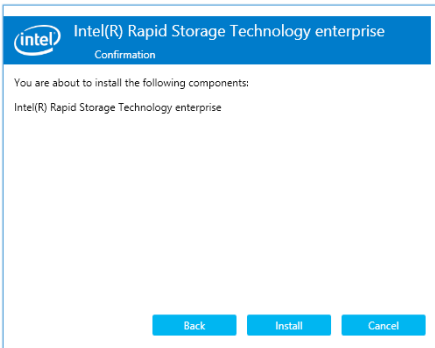 intel
Intel(R) Rapid Storage Technology enterprise
Confirmation
You are about to install the following components:
Intel(R) Rapid Storage Technology enterprise
Back
Install
Cancel